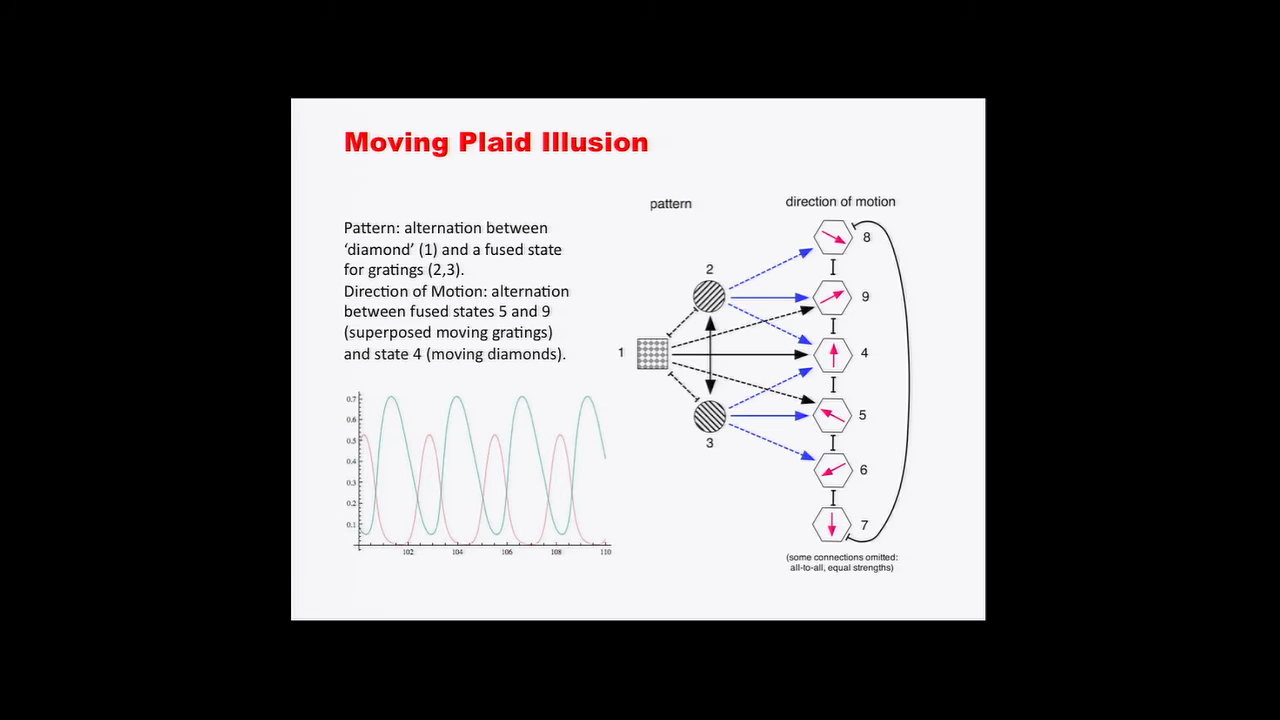 Moving Plaid Illusion
Pattern: alternation between
‘diamond’ (1) and a fused state
for gratings (2,3).
Direction of Motion: alternation
between fused states 5 and 9
(superposed moving gratings)
and state 4 (moving diamonds).
0.7
0.6
0.5
0.4
0.3
0.2
0.1
102 104 106 108 110
pattern
direction of motion
8
2
9
1
4
5
3
6
7
(some connections omitted:
all-to-all, equal strengths)